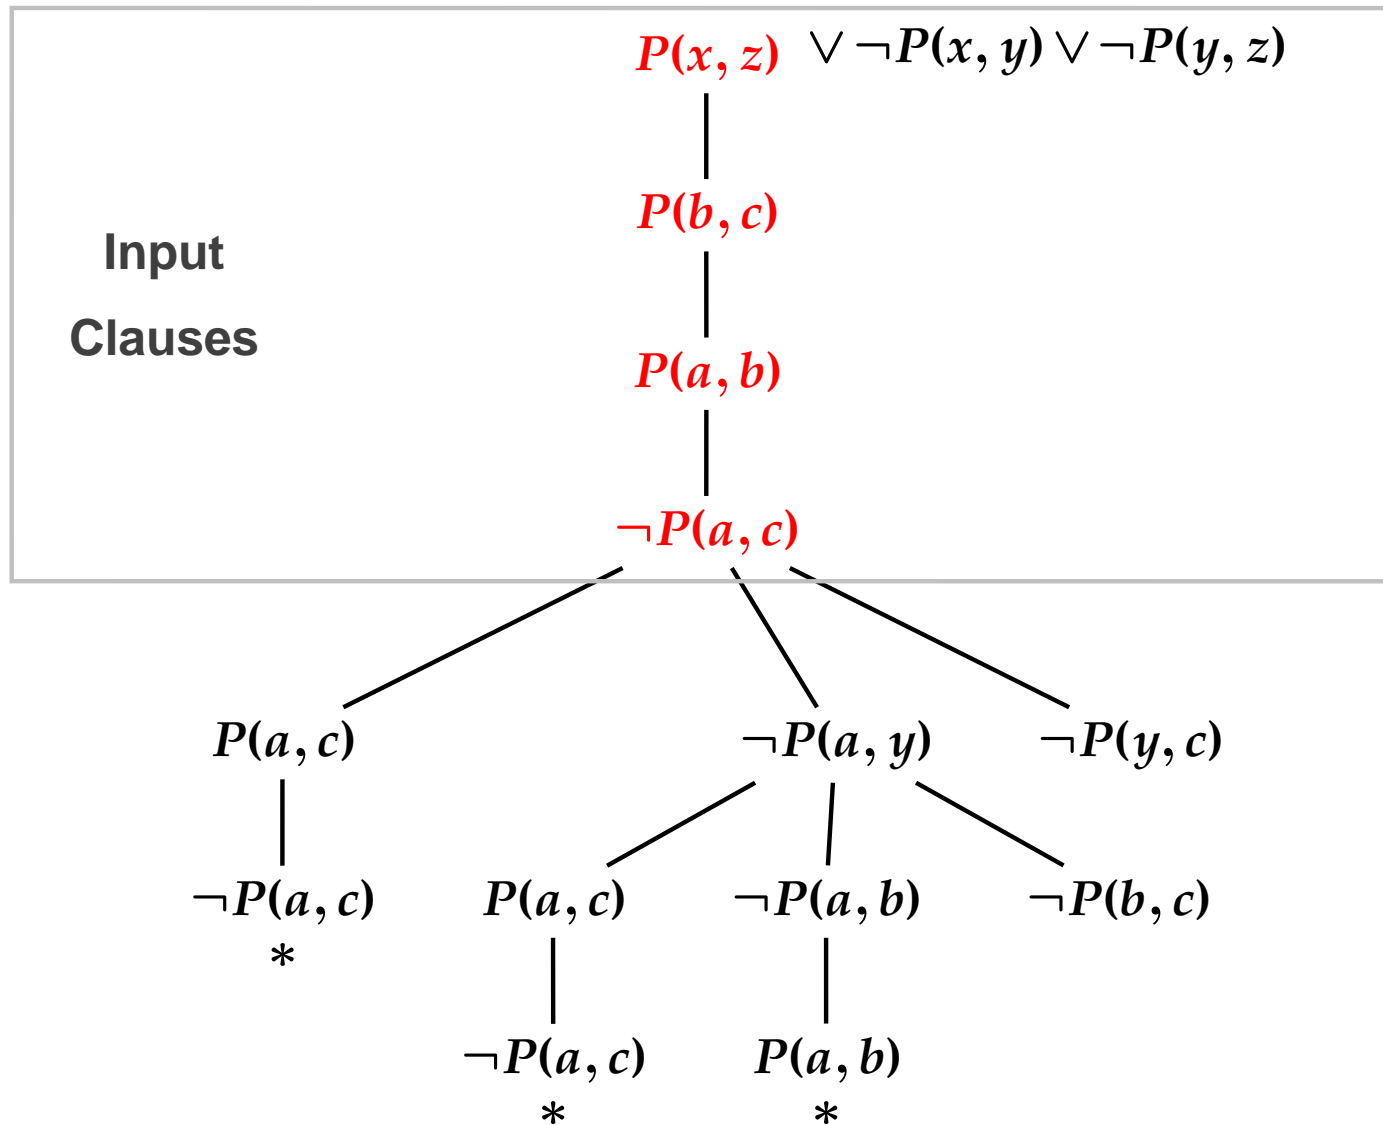 P(x, z) ∨ ¬P(x, y) ∨ ¬P(y, z)
P(b, c)
Input
Clauses
P(a, b)
¬P(a, c)
P(a, c) ¬P(a, y) ¬P(y, c)
¬P(a, c) P(a, c) ¬P(a, b) ¬P(b, c)
*
¬P(a, c) P(a, b)
* *